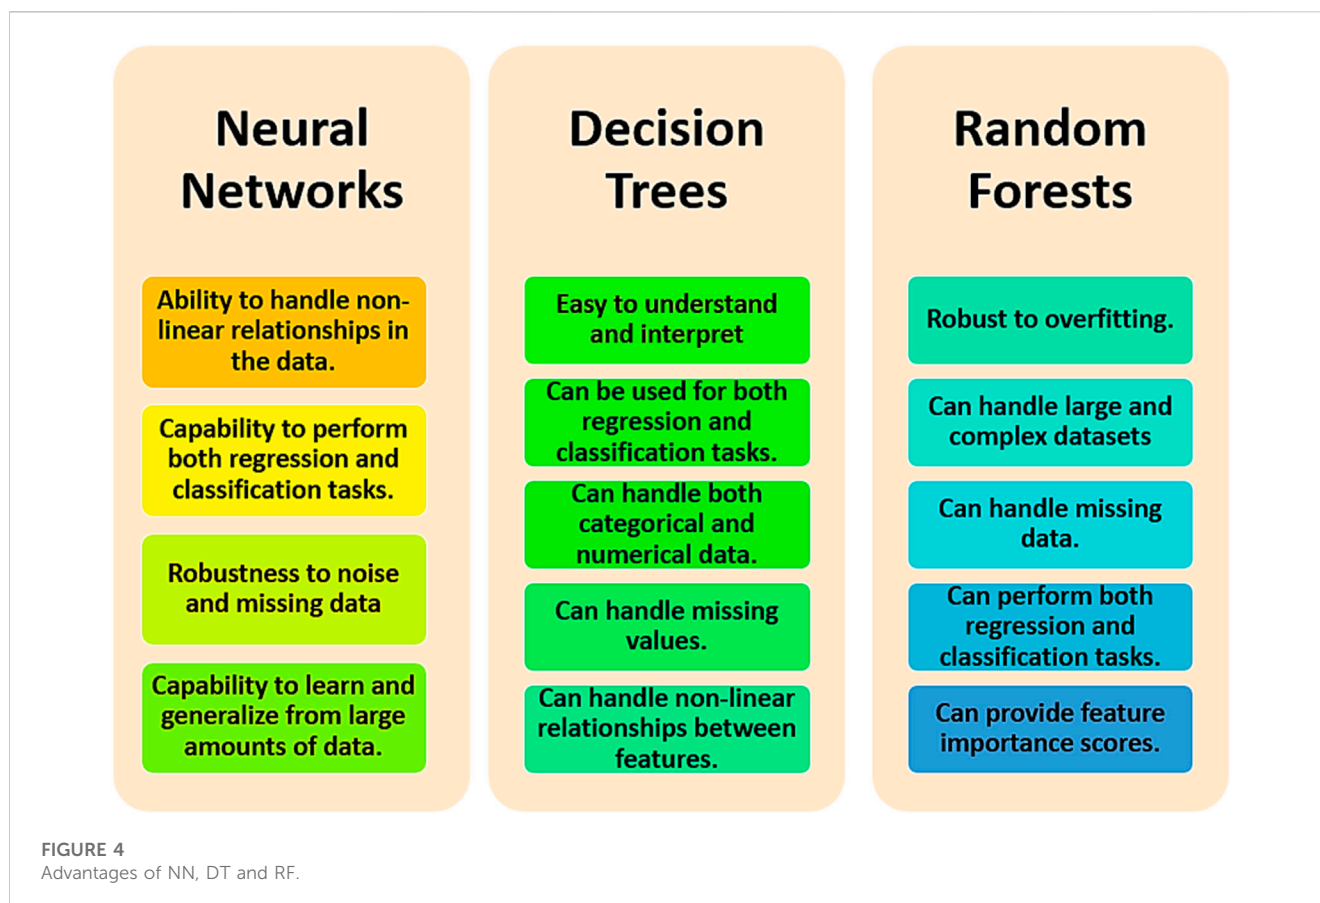 Neural
Networks
Ability to handle non-
linear relationships in
the data.
Capability to perform
both regression and
classification tasks.
Robustness to noise
and missing data
Capability to learn and
generalize from large
amounts of data.
Decision
Trees
Easy to understand
and interpret
Can be used for both
regression and
classification tasks.
Can handle both
categorical and
numerical data.
Can handle missing
values.
Can handle non-linear
relationships between
features.
Random
Forests
Robust to overfitting.
Can handle large and
complex datasets
Can handle missing
data.
Can perform both
regression and
classification tasks.
Can provide feature
importance scores.
FIGURE 4
Advantages of NN, DT and RF.